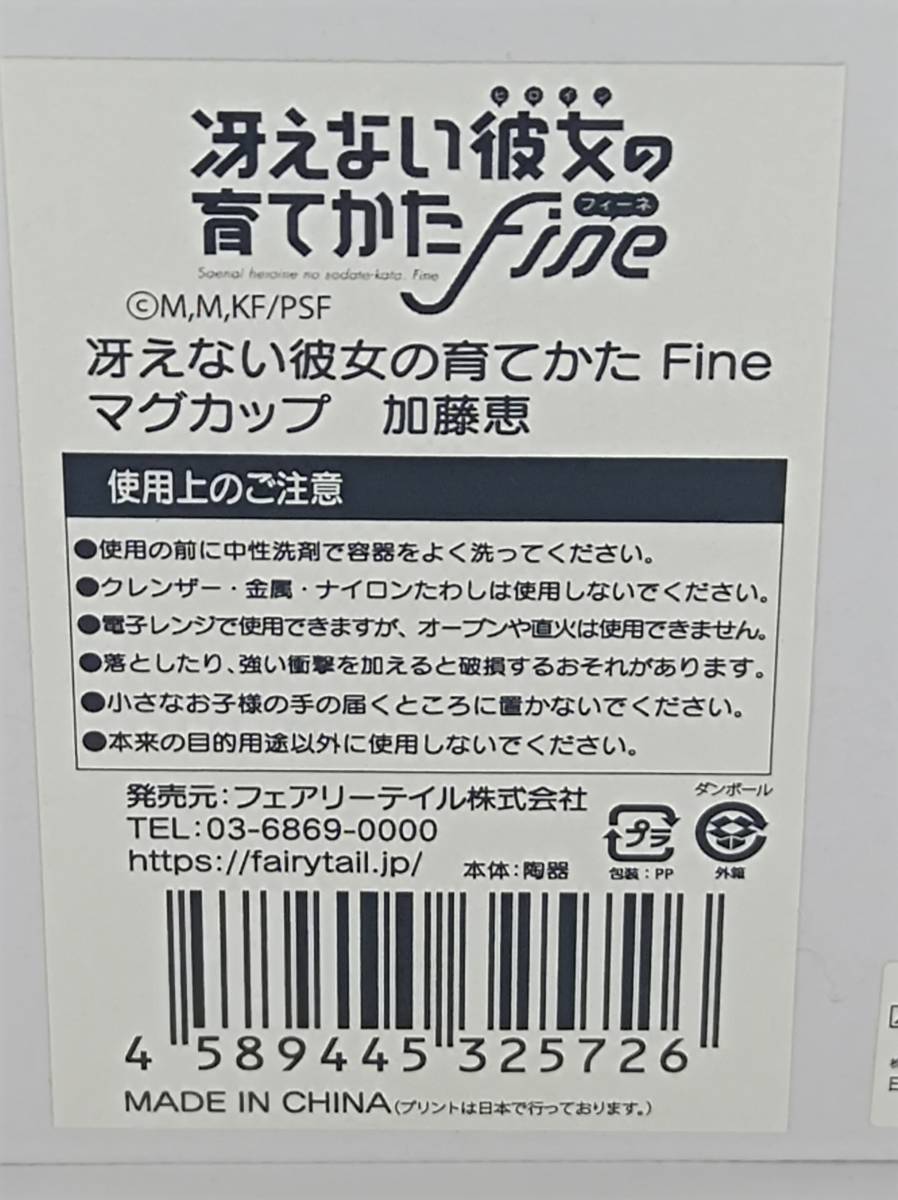 ヒロイン
冴えない彼女の
育てかた
フィーネ
fine
Saenai heroine no sodate-kata. Fine
©M,M,KF/PSF
冴えない彼女の育てかた Fine
マグカップ　加藤恵
使用上のご注意
●使用の前に中性洗剤で容器をよく洗ってください。
●クレンザー・金属・ナイロンたわしは使用しないでください。
●電子レンジで使用できますが、オーブンや直火は使用できません。
●落としたり、強い衝撃を加えると破損するおそれがあります。
●小さなお子様の手の届くところに置かないでください。
●本来の目的用途以外に使用しないでください。
発売元：フェアリーテイル株式会社
TEL：03-6869-0000
https://fairytail.jp/
本体：陶器
プラ
包装：PP
ダンボール
外箱
4 589445 325726
MADE IN CHINA（プリントは日本で行っております。）